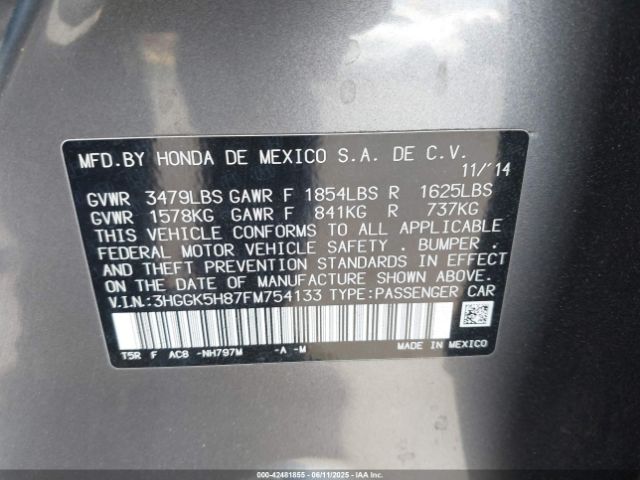 MFD.BY HONDA DE MEXICO S.A. DE C.V.
11/'14
GVWR 3479LBS GAWR F 1854LBS R 1625LBS
GVWR 1578KG GAWR F 841KG R 737KG
THIS VEHICLE CONFORMS TO ALL APPLICABLE
FEDERAL MOTOR VEHICLE SAFETY . BUMPER .
AND THEFT PREVENTION STANDARDS IN EFFECT
ON THE DATE OF MANUFACTURE SHOWN ABOVE.
V.I.N:3HGGK5H87FM754133 TYPE:PASSENGER CAR
T5R F AC8 -NH797M -A -M MADE IN MEXICO
000-42481855 - 06/11/2025 - IAAI.COM